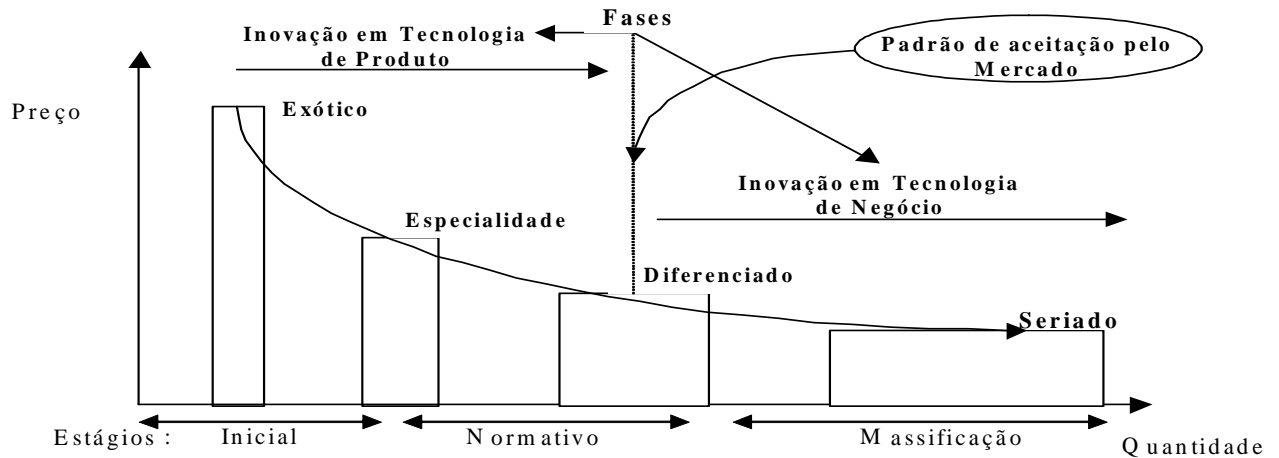 Fases
Inovação em Tecnologia
de Produto
Padrão de aceitação pelo
Mercado
Preço
Exótico
Inovação em Tecnologia
de Negócio
Especialidade
Diferenciado
Seriado
Estágios : Inicial Normativo Massificação
Quantidade